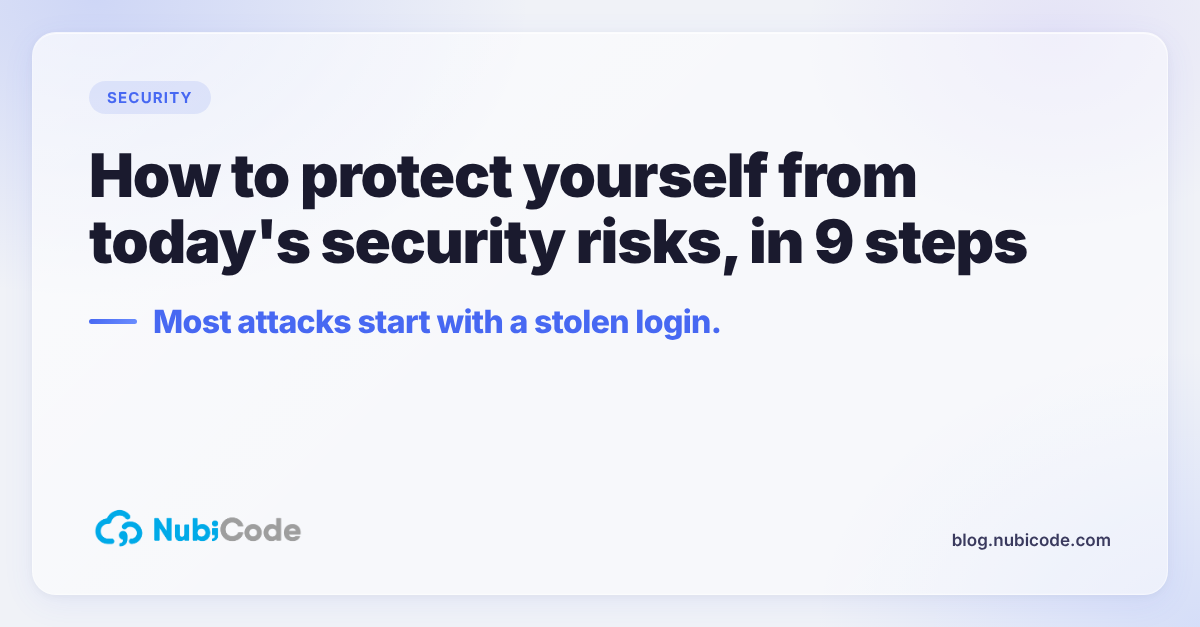 SECURITY
How to protect yourself from
today's security risks, in 9 steps
Most attacks start with a stolen login.
NubiCode
blog.nubicode.com